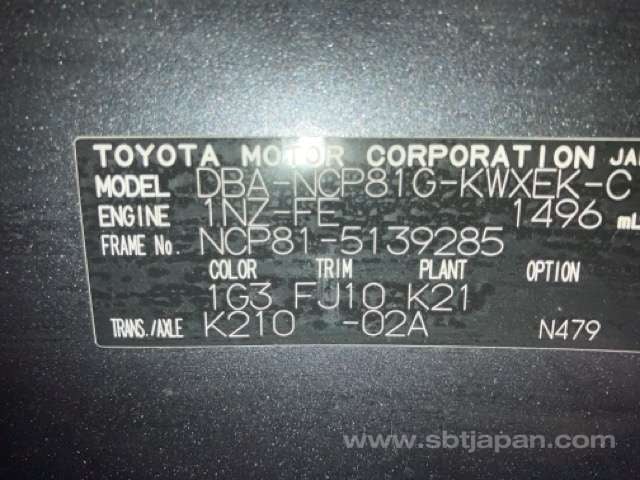 TOYOTA MOTOR CORPORATION JA
MODEL DBA-NCP81G-KWXEK-C
ENGINE 1NZ-FE 1496 mL
FRAME No. NCP81-5139285
COLOR TRIM PLANT OPTION
1G3 FJ10 K21
TRANS./AXLE K210 -02A N479
www.sbtjapan.com